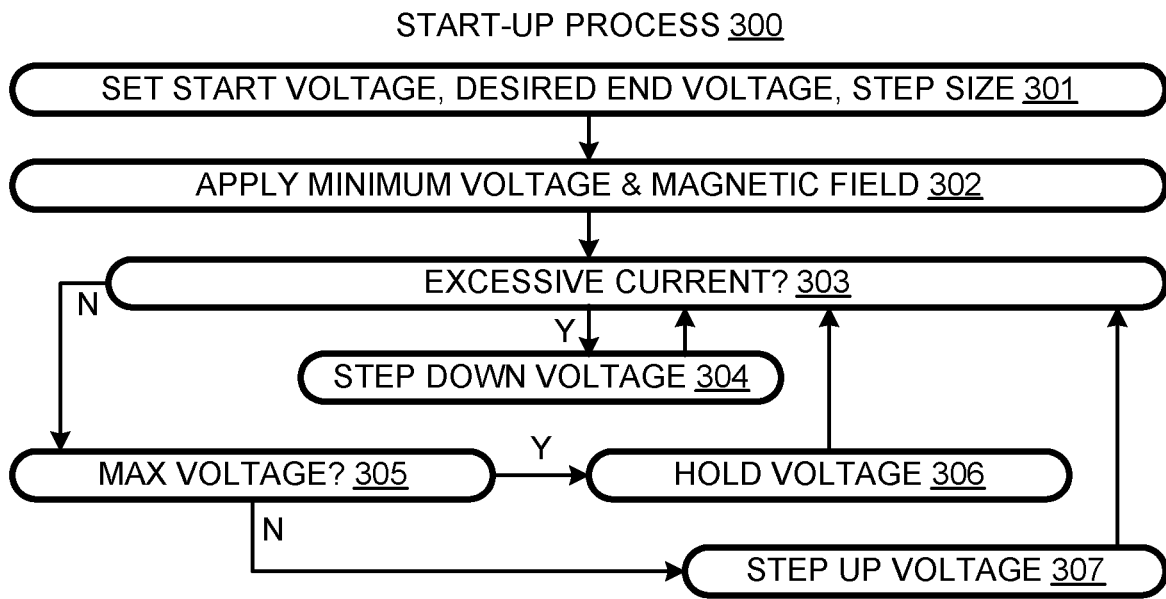 START-UP PROCESS 300
SET START VOLTAGE, DESIRED END VOLTAGE, STEP SIZE 301
APPLY MINIMUM VOLTAGE & MAGNETIC FIELD 302
EXCESSIVE CURRENT? 303
N
Y
STEP DOWN VOLTAGE 304
MAX VOLTAGE? 305
Y
HOLD VOLTAGE 306
N
STEP UP VOLTAGE 307